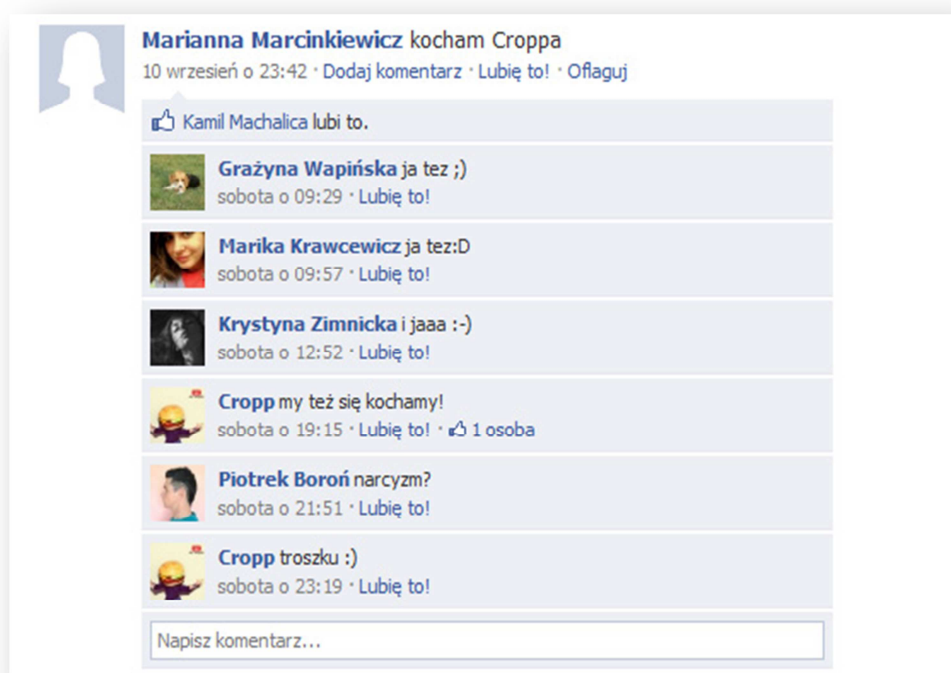 Marianna Marcinkiewicz kocham Croppa
10 wrzesień o 23:42 · Dodaj komentarz · Lubię to! · Oflaguj
Kamil Machalica lubi to.
Grażyna Wapińska ja tez ;)
sobota o 09:29 · Lubię to!
Marika Krawcewicz ja tez:D
sobota o 09:57 · Lubię to!
Krystyna Zimnicka i jaaa :-)
sobota o 12:52 · Lubię to!
Cropp my też się kochamy!
sobota o 19:15 · Lubię to! · 1 osoba
Piotrek Boroń narcyzm?
sobota o 21:51 · Lubię to!
Cropp troszku :)
sobota o 23:19 · Lubię to!
Napisz komentarz...